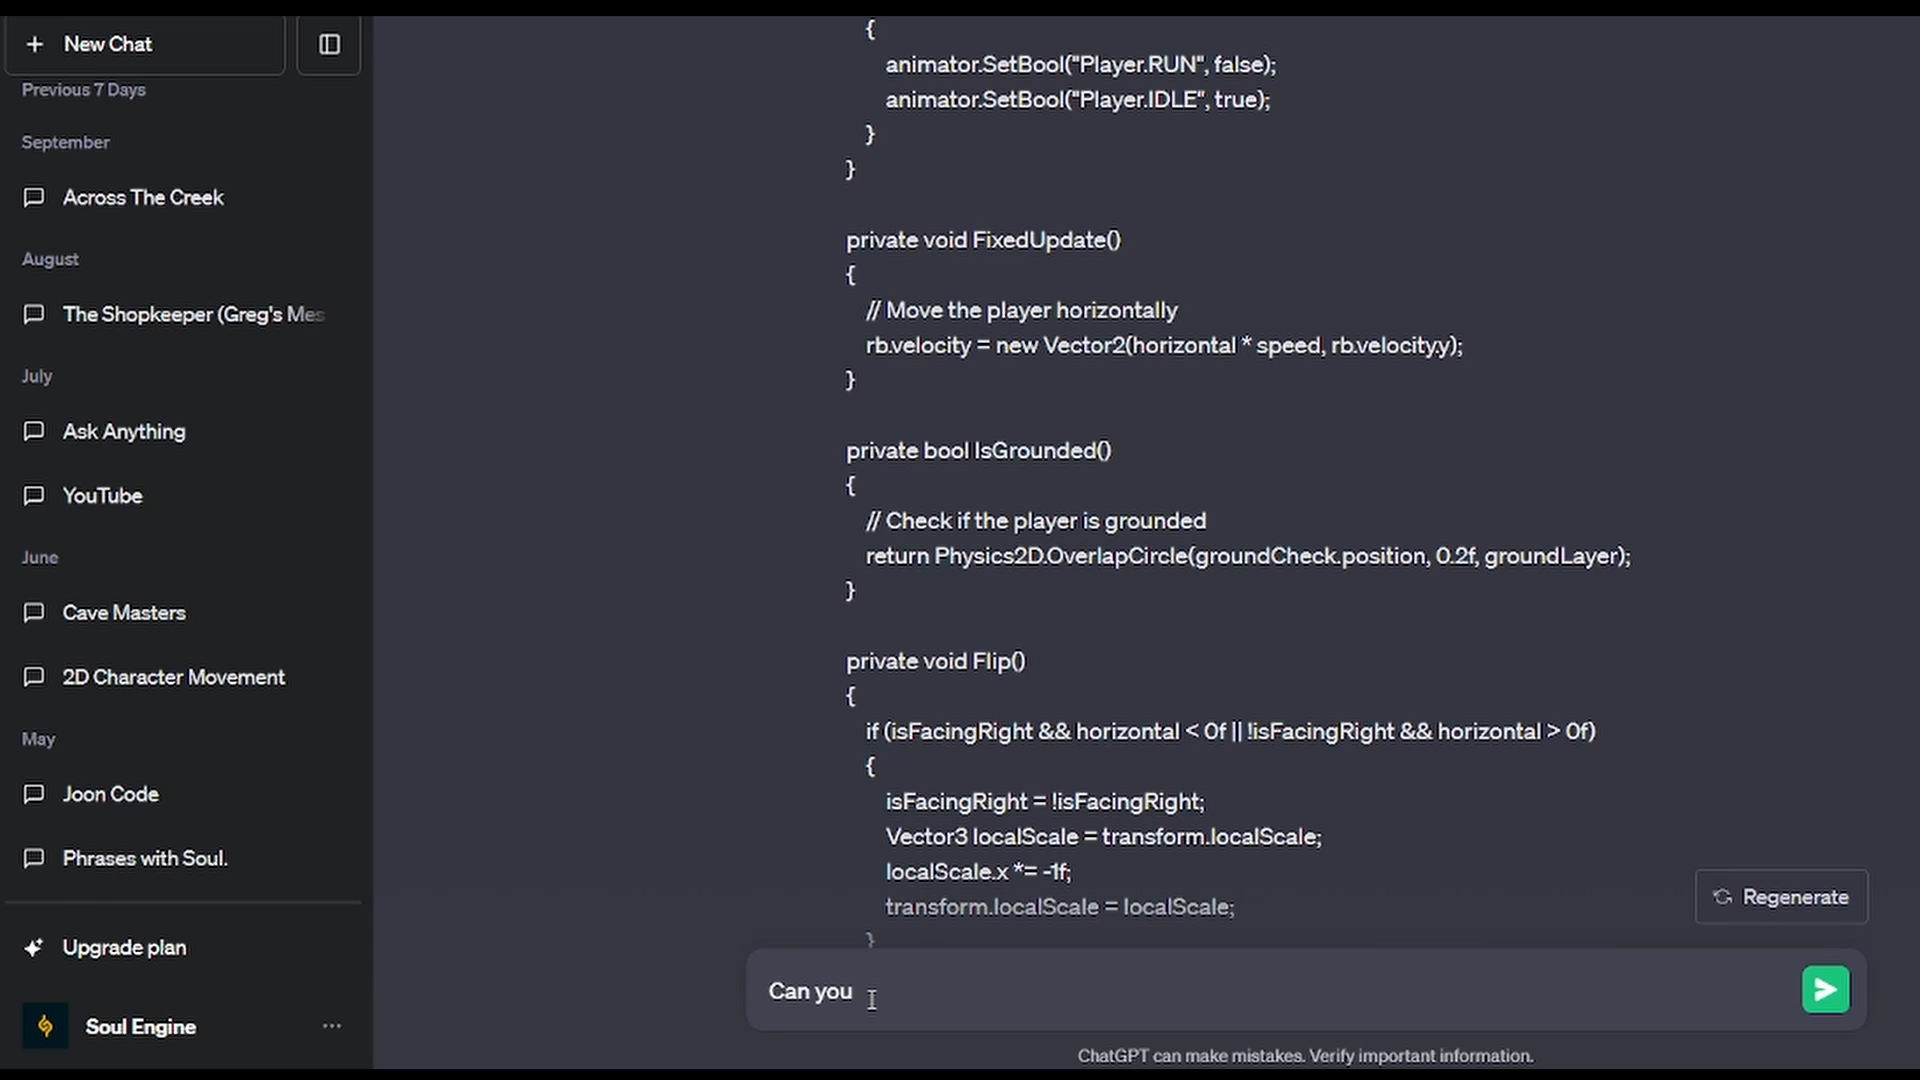 New Chat
Previous 7 Days
September
Across The Creek
August
The Shopkeeper (Greg's Mes
July
Ask Anything
YouTube
June
Cave Masters
2D Character Movement
May
Joon Code
Phrases with Soul.
Upgrade plan
Soul Engine
{
animator.SetBool("Player.RUN", false);
animator.SetBool("Player.IDLE", true);
}
}
private void FixedUpdate()
{
// Move the player horizontally
rb.velocity = new Vector2(horizontal * speed, rb.velocity.y);
}
private bool IsGrounded()
{
// Check if the player is grounded
return Physics2D.OverlapCircle(groundCheck.position, 0.2f, groundLayer);
}
private void Flip()
{
if (isFacingRight && horizontal < 0f || !isFacingRight && horizontal > 0f)
{
isFacingRight = !isFacingRight;
Vector3 localScale = transform.localScale;
localScale.x *= -1f;
transform.localScale = localScale;
}
Regenerate
Can you
ChatGPT can make mistakes. Verify important information.